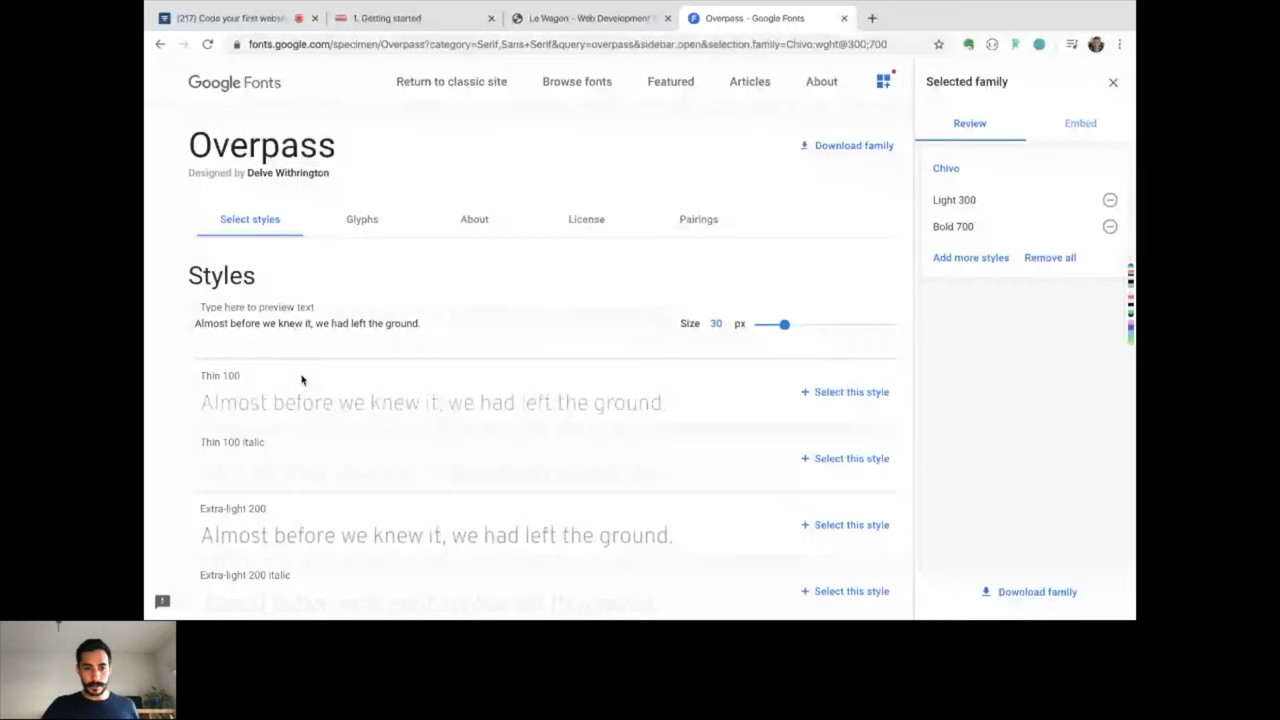 (217) Code your first webs
1. Getting started
Le Wagon - Web Development
Overpass - Google Fonts
fonts.google.com/specimen/Overpass?category=Serif,Sans+Serif&query=overpass&sidebar.open&selection.family=Chivo:wght@300;700
Google Fonts
Return to classic site
Browse fonts
Featured
Articles
About
Selected family
Review
Embed
Overpass
Designed by Delve Withrington
Download family
Select styles
Glyphs
About
License
Pairings
Chivo
Light 300
Bold 700
Add more styles
Remove all
Styles
Type here to preview text
Almost before we knew it, we had left the ground.
Size 30 px
Thin 100
Almost before we knew it, we had left the ground.
+ Select this style
Thin 100 italic
+ Select this style
Extra-light 200
Almost before we knew it, we had left the ground.
+ Select this style
Extra-light 200 italic
+ Select this style
Download family